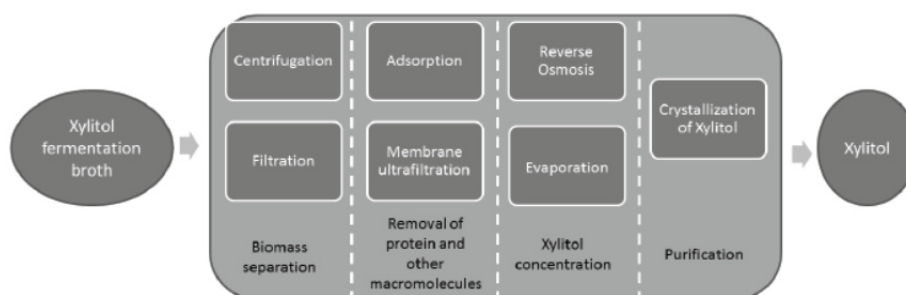 Xylitol
fermentation
broth
Centrifugation
Filtration
Biomass
separation
Adsorption
Membrane
ultrafiltration
Removal of
protein and
other
macromolecules
Reverse
Osmosis
Evaporation
Xylitol
concentration
Crystallization
of Xylitol
Purification
Xylitol